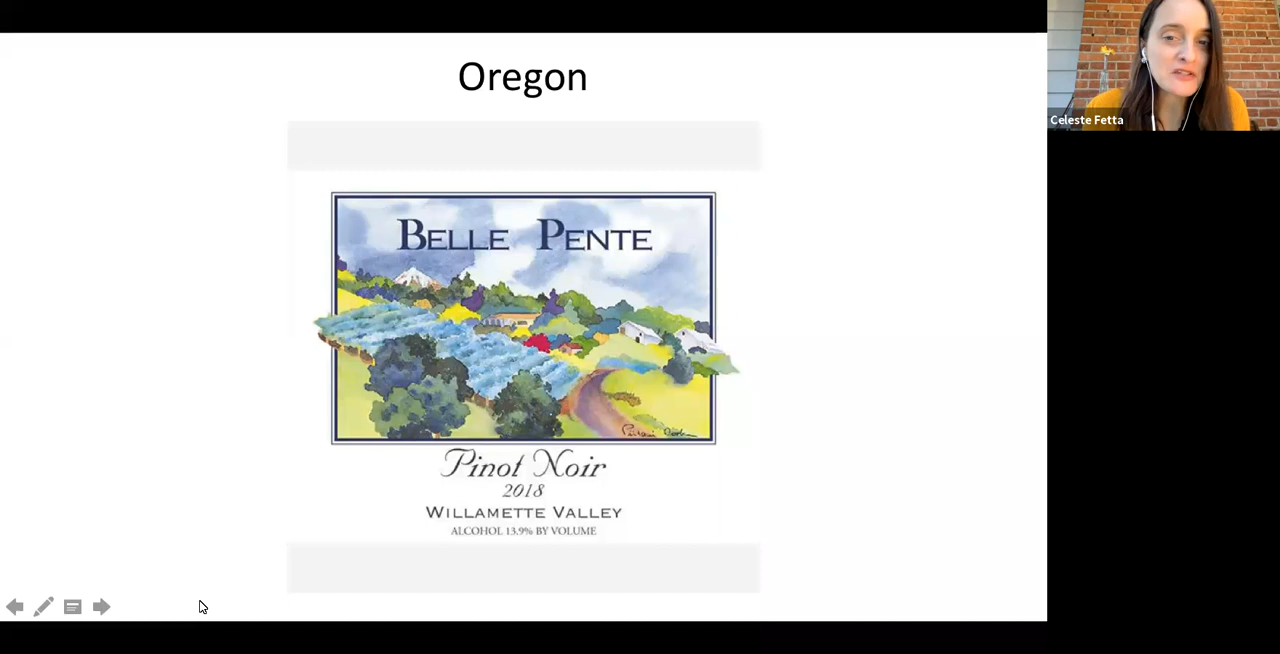 Oregon
BELLE PENTE
Pinot Noir
2018
WILLAMETTE VALLEY
ALCOHOL 13.9% BY VOLUME
Celeste Fetta